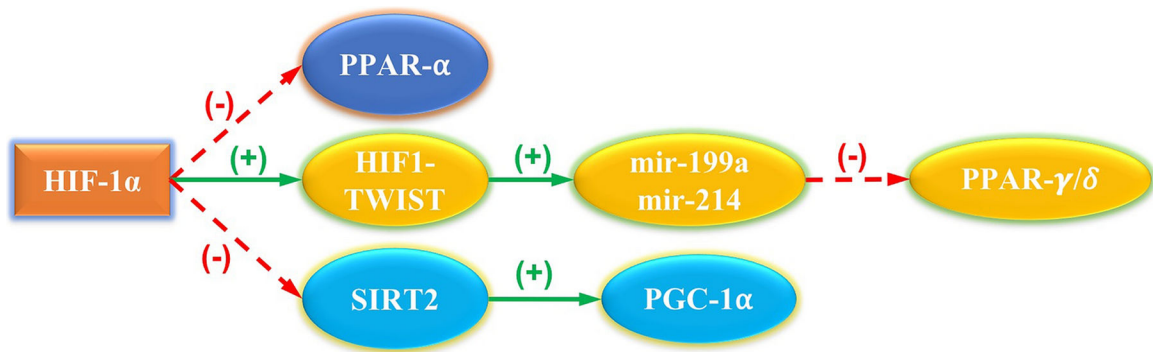 PPAR-α
(-)
HIF-1α
(+)
HIF1-
TWIST
(+)
mir-199a
mir-214
(-)
PPAR-γ/δ
(-)
SIRT2
(+)
PGC-1α